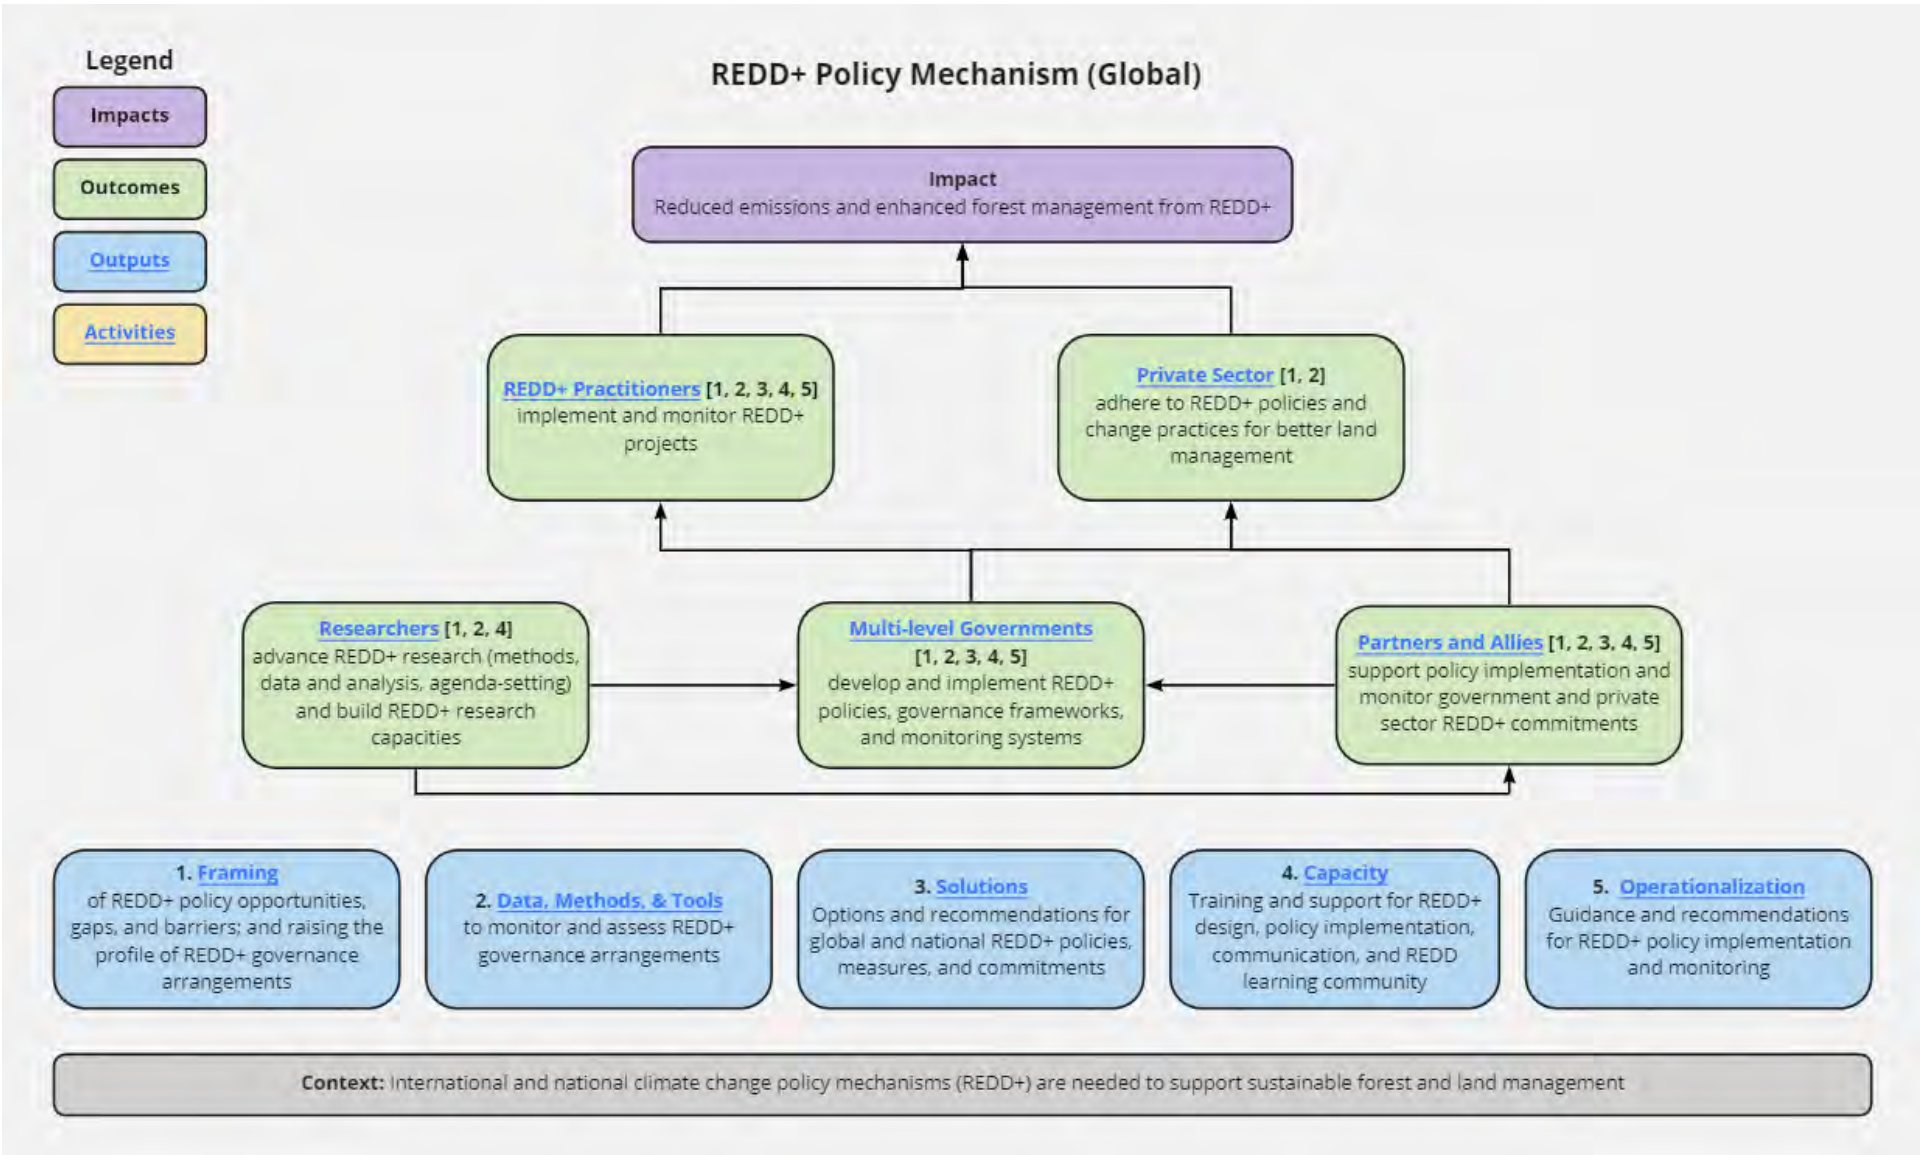 Legend
Impacts
Outcomes
Outputs
Activities
REDD+ Policy Mechanism (Global)
Impact
Reduced emissions and enhanced forest management from REDD+
REDD+ Practitioners [1, 2, 3, 4, 5]
implement and monitor REDD+
projects
Private Sector [1, 2]
adhere to REDD+ policies and
change practices for better land
management
Researchers [1, 2, 4]
advance REDD+ research (methods,
data and analysis, agenda-setting)
and build REDD+ research
capacities
Multi-level Governments
[1, 2, 3, 4, 5]
develop and implement REDD+
policies, governance frameworks,
and monitoring systems
Partners and Allies [1, 2, 3, 4, 5]
support policy implementation and
monitor government and private
sector REDD+ commitments
1. Framing
of REDD+ policy opportunities,
gaps, and barriers; and raising the
profile of REDD+ governance
arrangements
2. Data, Methods, & Tools
to monitor and assess REDD+
governance arrangements
3. Solutions
Options and recommendations for
global and national REDD+ policies,
measures, and commitments
4. Capacity
Training and support for REDD+
design, policy implementation,
communication, and REDD
learning community
5. Operationalization
Guidance and recommendations
for REDD+ policy implementation
and monitoring
Context: International and national climate change policy mechanisms (REDD+) are needed to support sustainable forest and land management